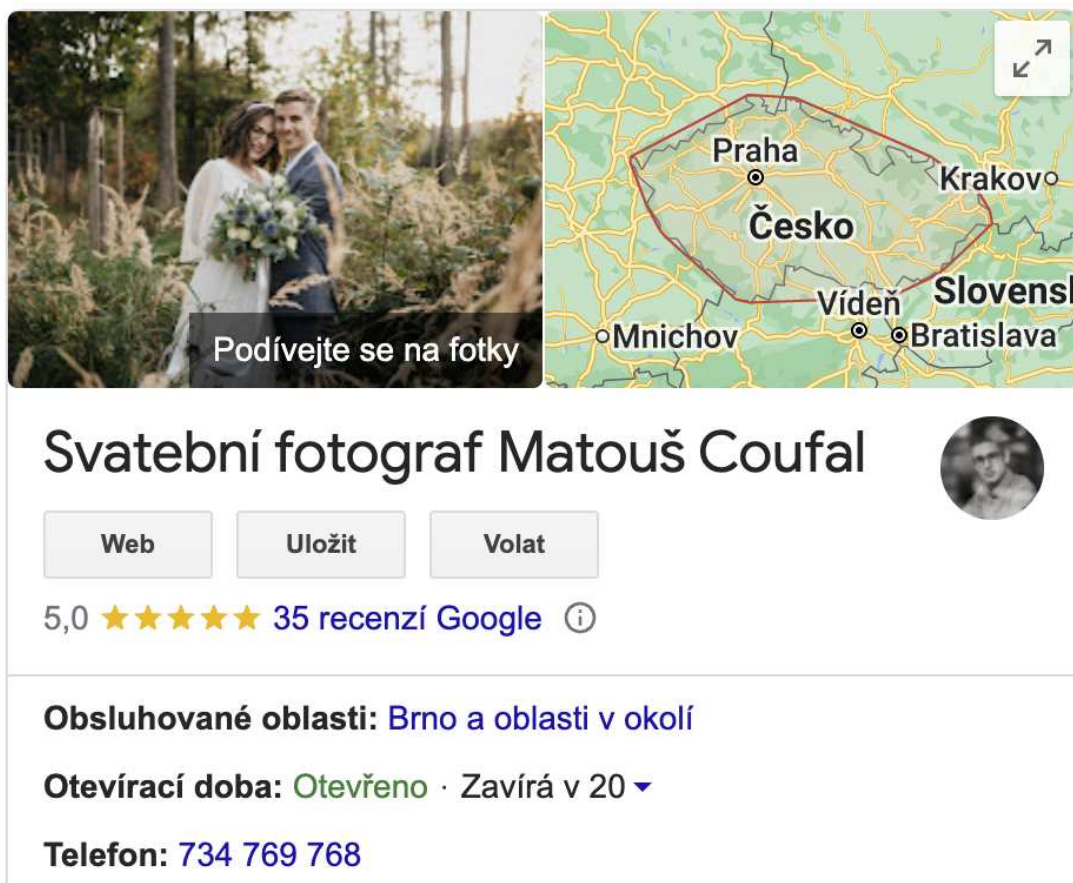 Podívejte se na fotky
Praha
Krakov
Česko
Vídeň
Slovensk
Mnichov
Bratislava
Svatební fotograf Matouš Coufal
Web
Uložit
Volat
5,0 35 recenzí Google
Obsluhované oblasti: Brno a oblasti v okolí
Otevírací doba: Otevřeno · Zavírá v 20
Telefon: 734 769 768